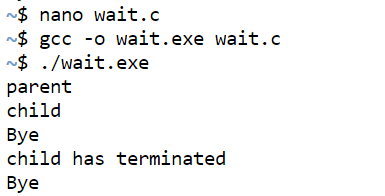 ~$ nano wait.c
~$ gcc -o wait.exe wait.c
~$ ./wait.exe
parent
child
Bye
child has terminated
Bye